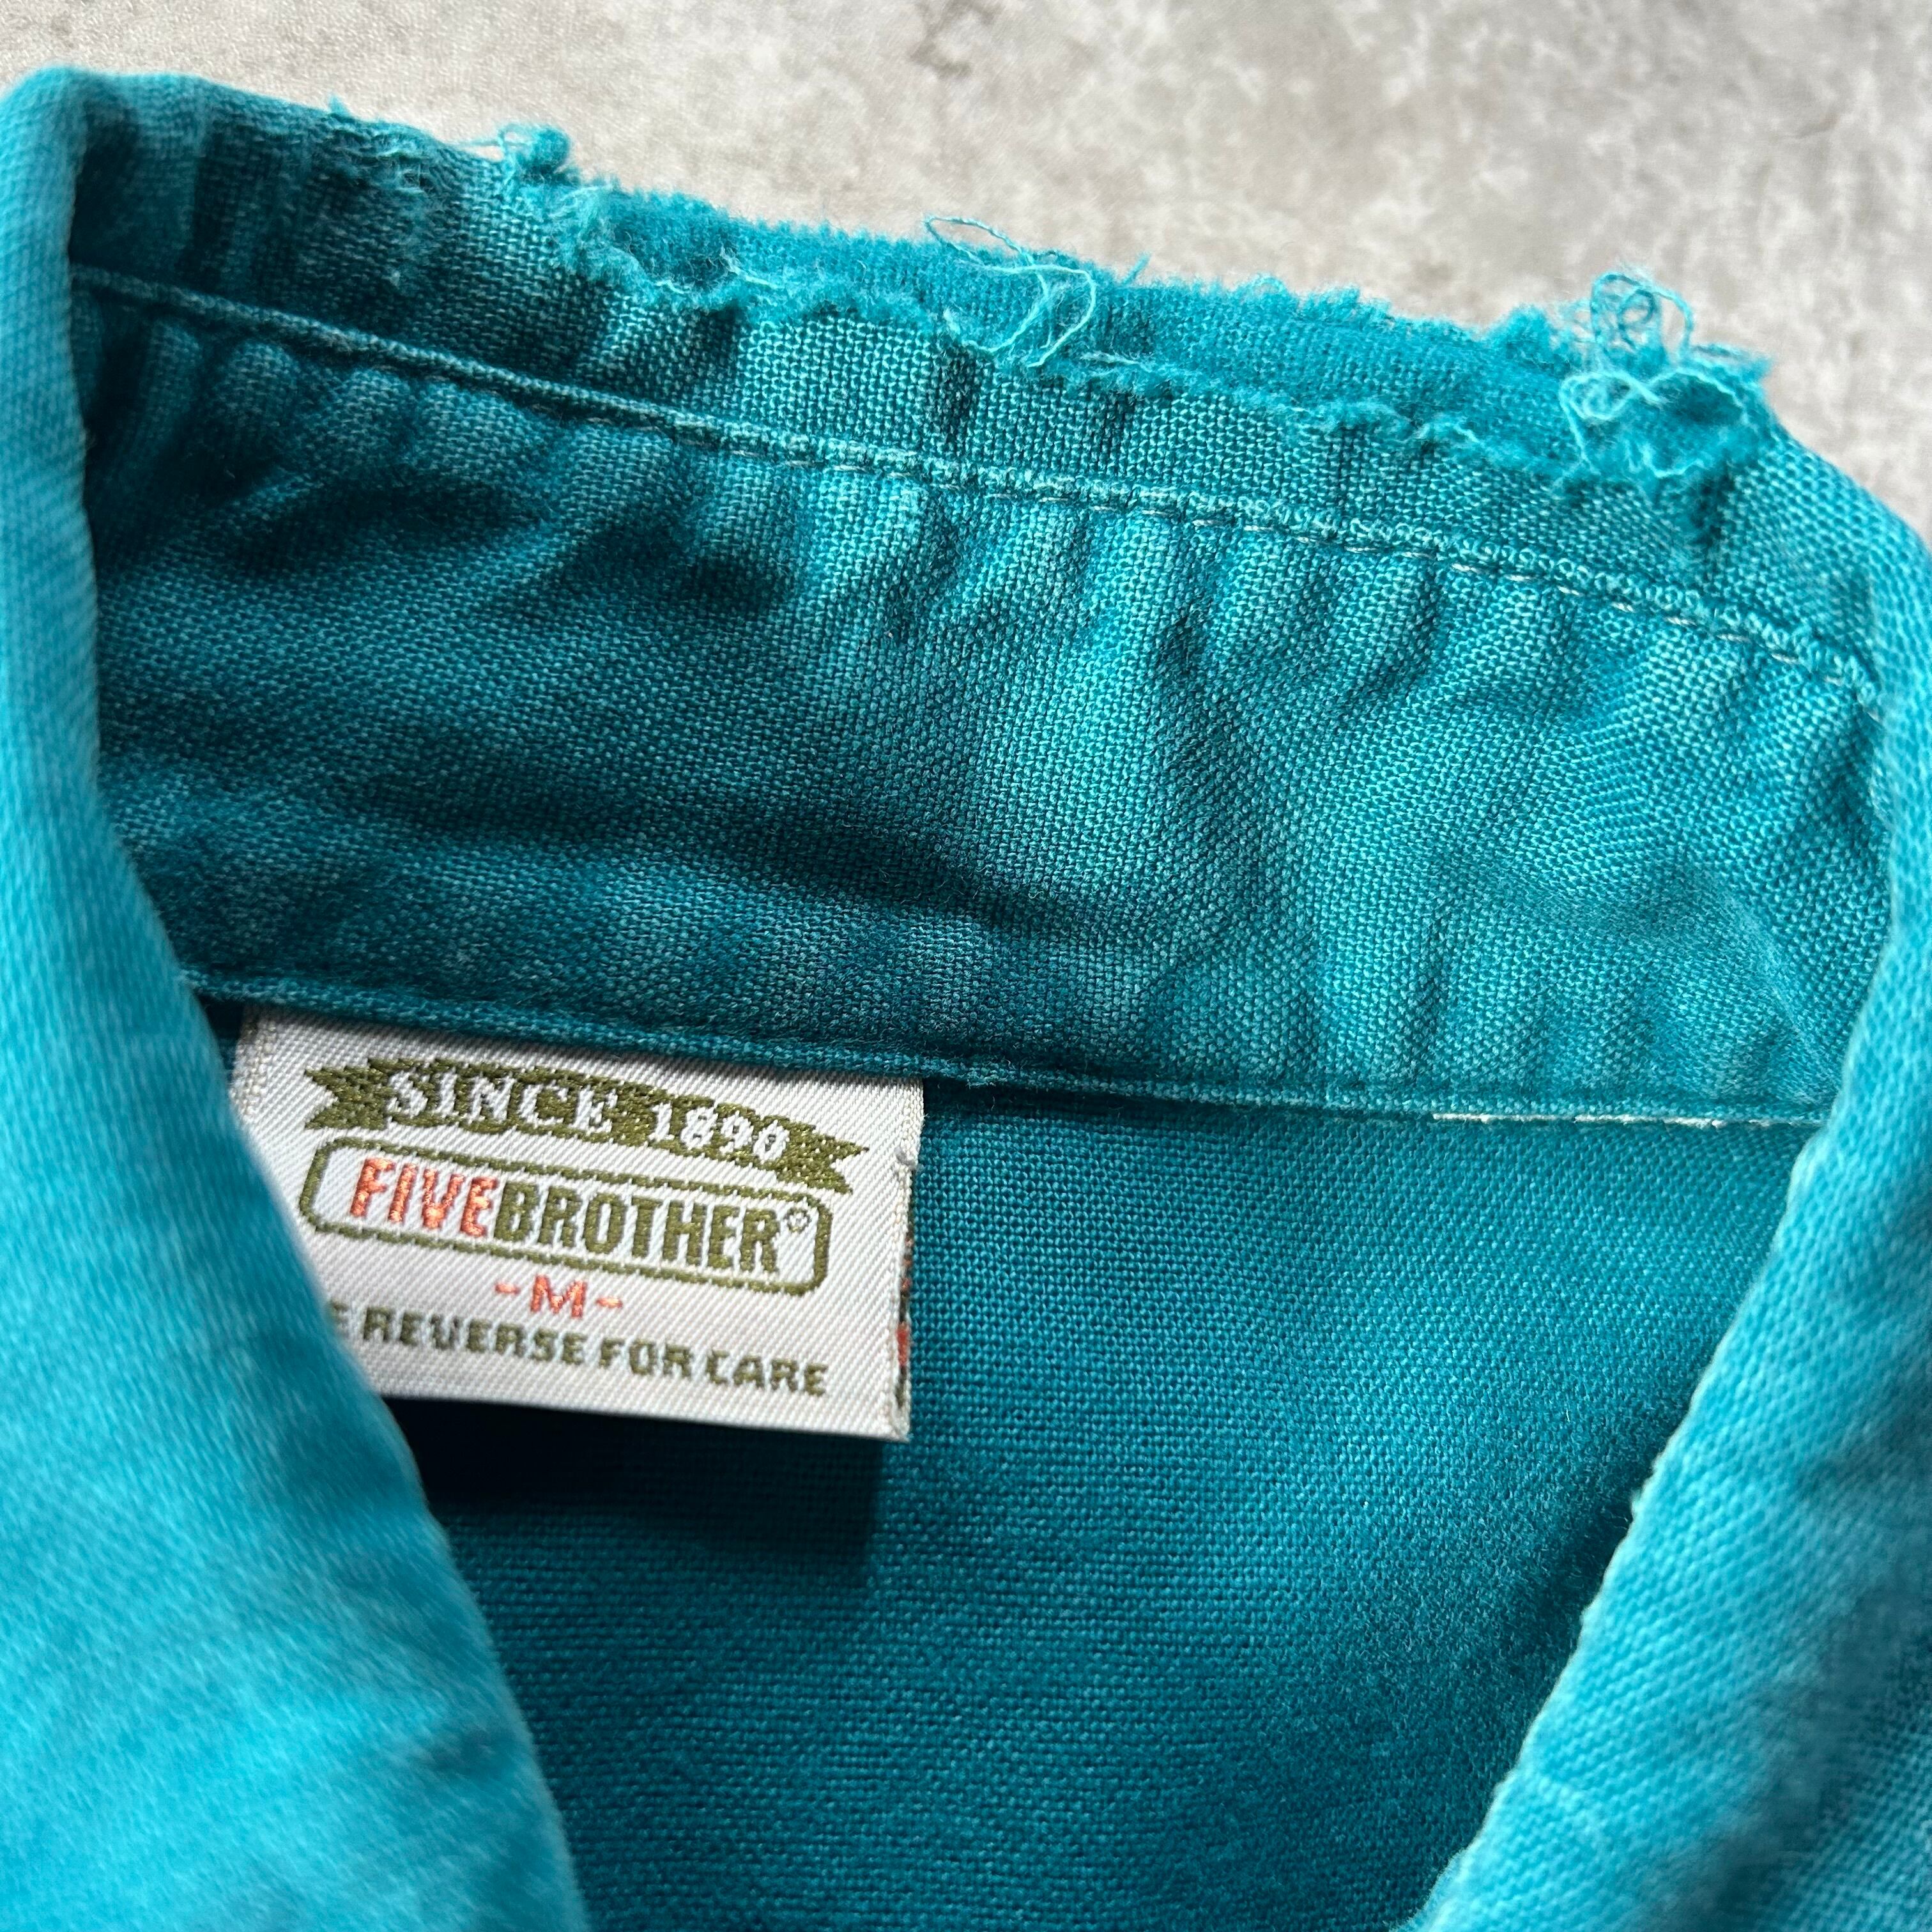 SINCE 1890
FIVEBROTHER®
-M-
REVERSE FOR CARE